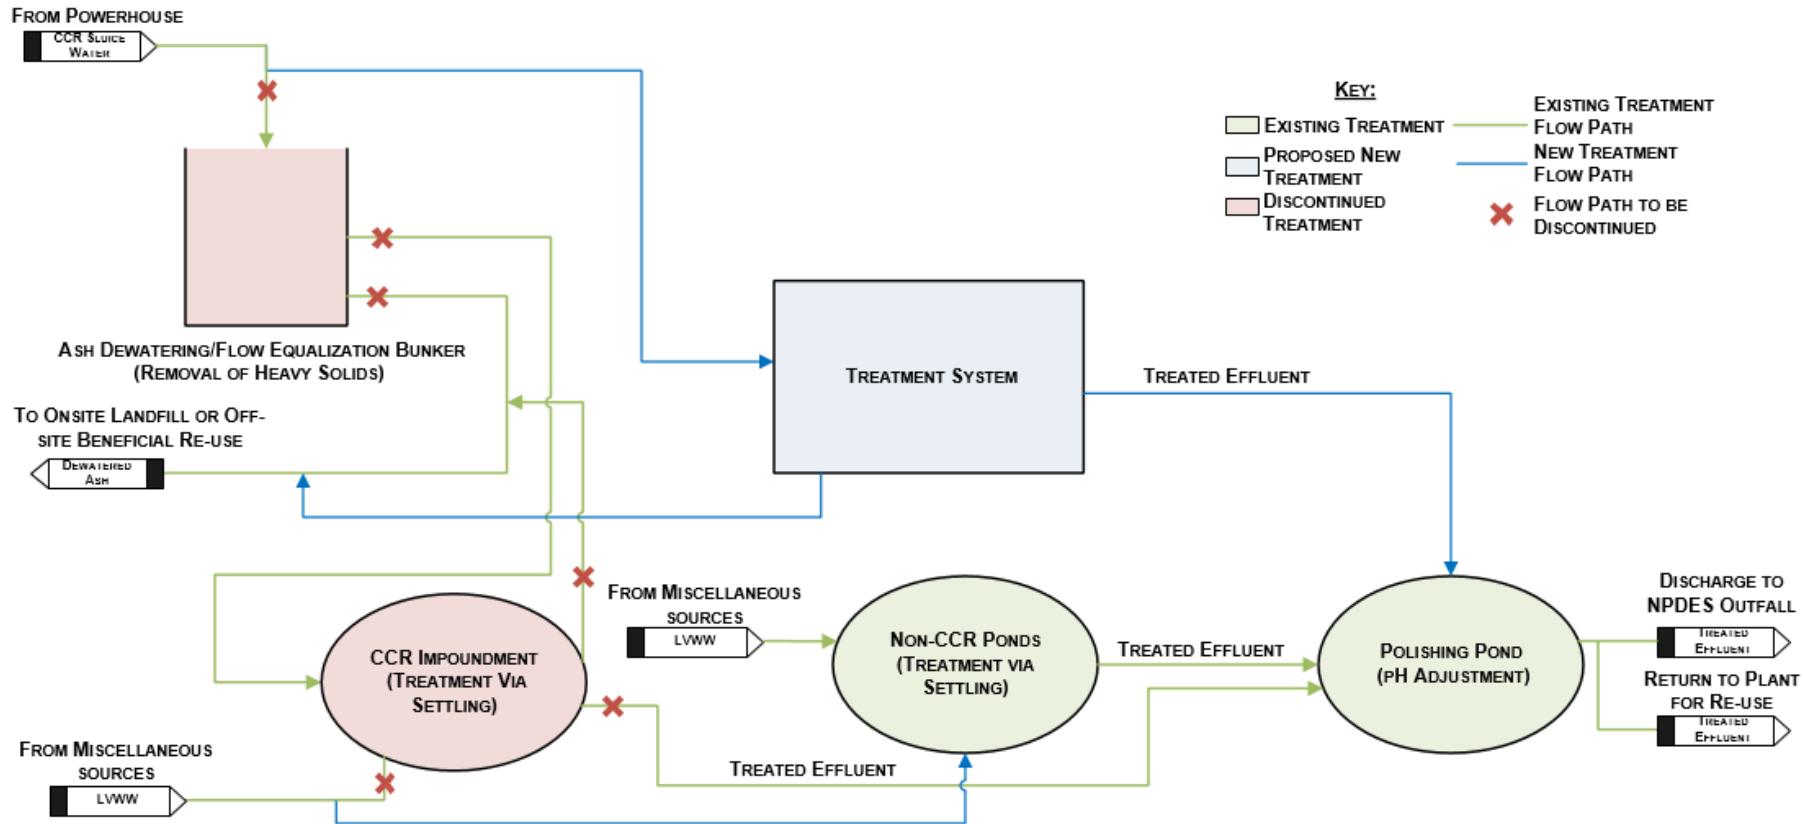 From Powerhouse
CCR Sluice
Water
Key:
Existing Treatment
Existing Treatment
Flow Path
Proposed New
Treatment
New Treatment
Flow Path
Discontinued
Treatment
Flow Path to be
Discontinued
Ash Dewatering/Flow Equalization Bunker
(Removal of Heavy Solids)
Treatment System
Treated Effluent
To Onsite Landfill or Off-
site Beneficial Re-use
Dewatered
Ash
From Miscellaneous
sources
LVWW
Non-CCR Ponds
(Treatment via
Settling)
Treated Effluent
Polishing Pond
(pH Adjustment)
Discharge to
NPDES Outfall
Treated
Effluent
Return to Plant
for Re-use
Treated
Effluent
CCR Impoundment
(Treatment Via
Settling)
From Miscellaneous
sources
LVWW
Treated Effluent